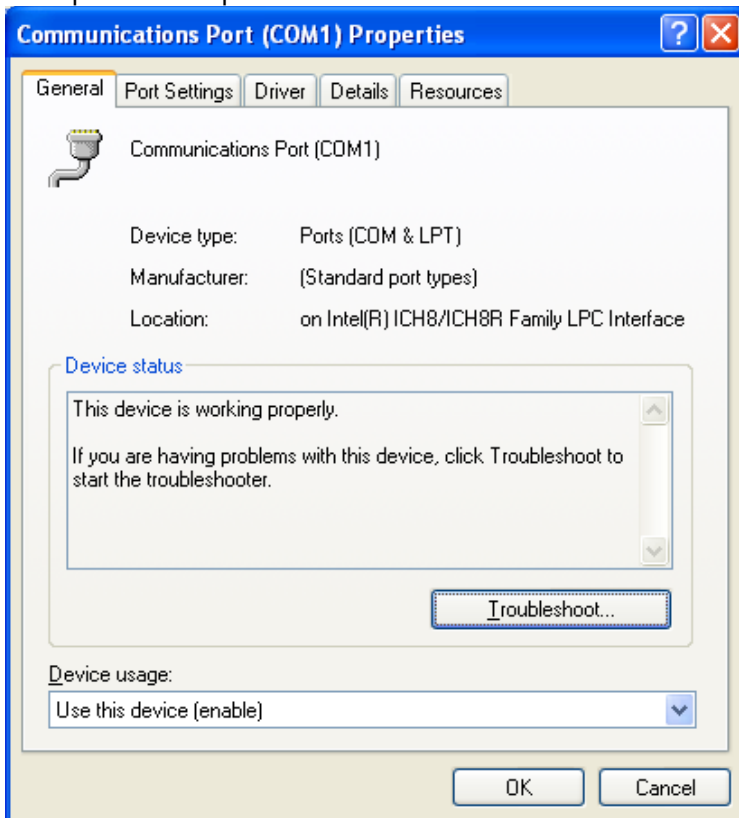 Communications Port (COM1) Properties
General Port Settings Driver Details Resources
Communications Port (COM1)
Device type: Ports (COM & LPT)
Manufacturer: (Standard port types)
Location: on Intel(R) ICH8/ICH8R Family LPC Interface
Device status
This device is working properly.
If you are having problems with this device, click Troubleshoot to
start the troubleshooter.
Troubleshoot...
Device usage:
Use this device (enable)
OK Cancel